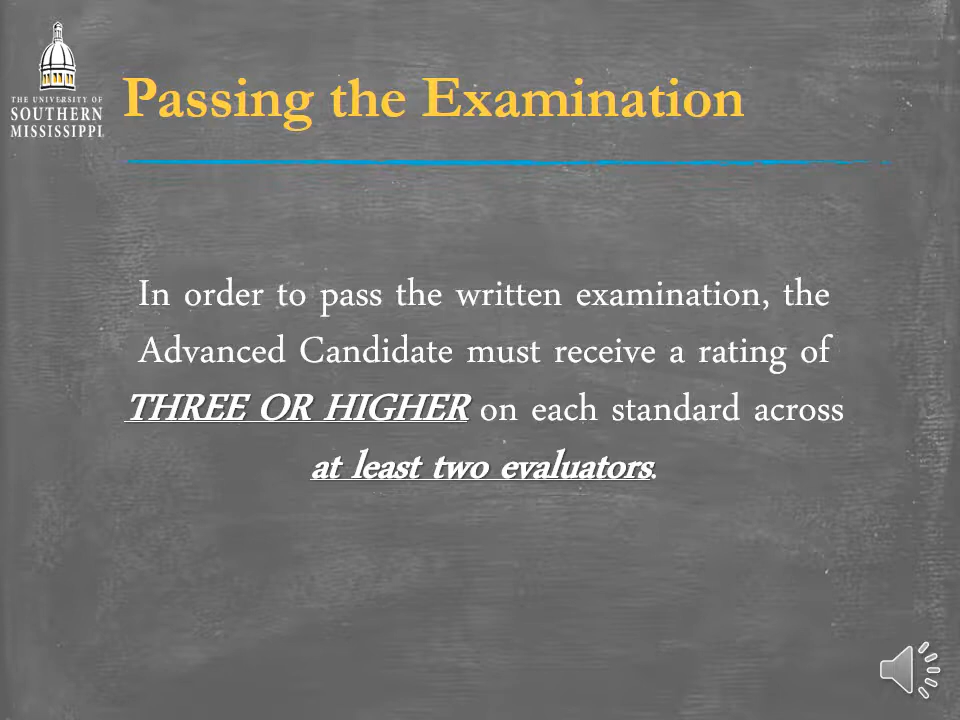 THE UNIVERSITY OF
SOUTHERN
MISSISSIPPI
Passing the Examination
In order to pass the written examination, the
Advanced Candidate must receive a rating of
THREE OR HIGHER on each standard across
at least two evaluators.